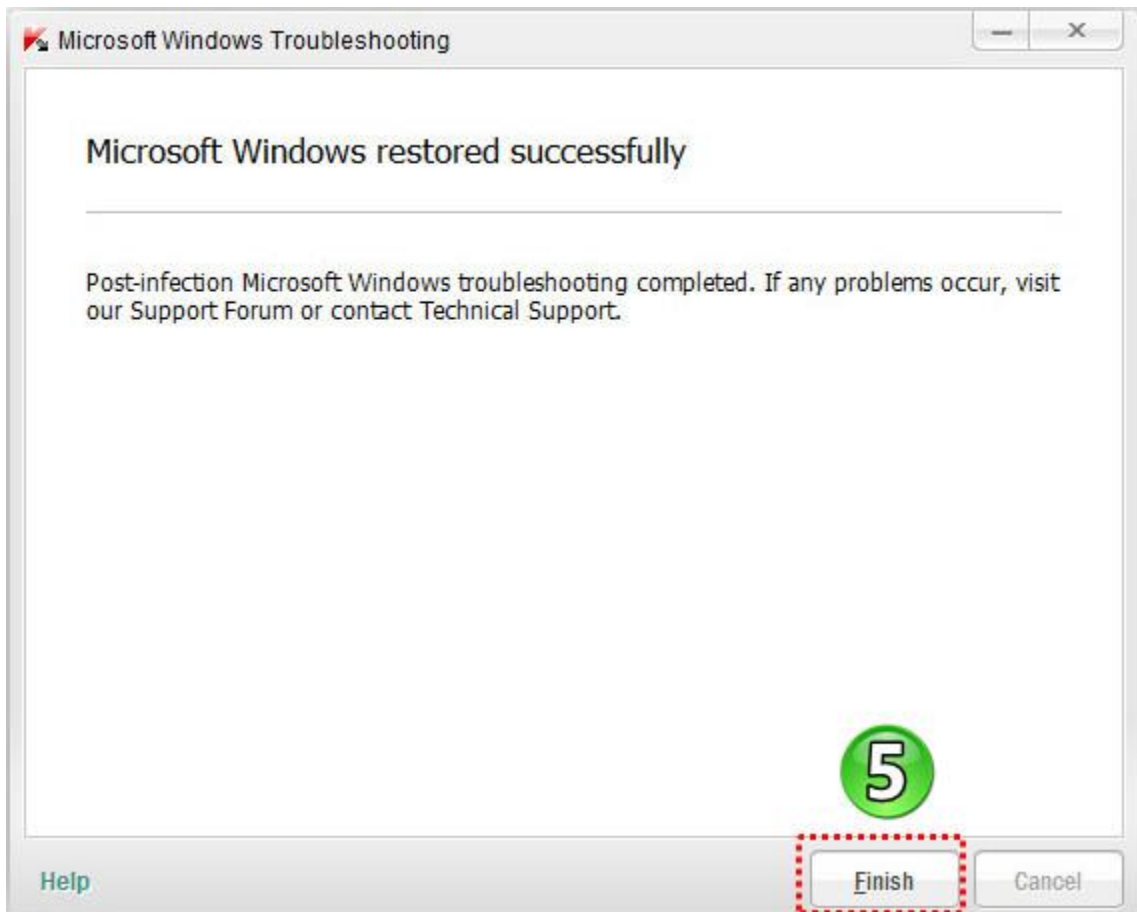 Microsoft Windows Troubleshooting
Microsoft Windows restored successfully
Post-infection Microsoft Windows troubleshooting completed. If any problems occur, visit
our Support Forum or contact Technical Support.
5
Help
Finish
Cancel